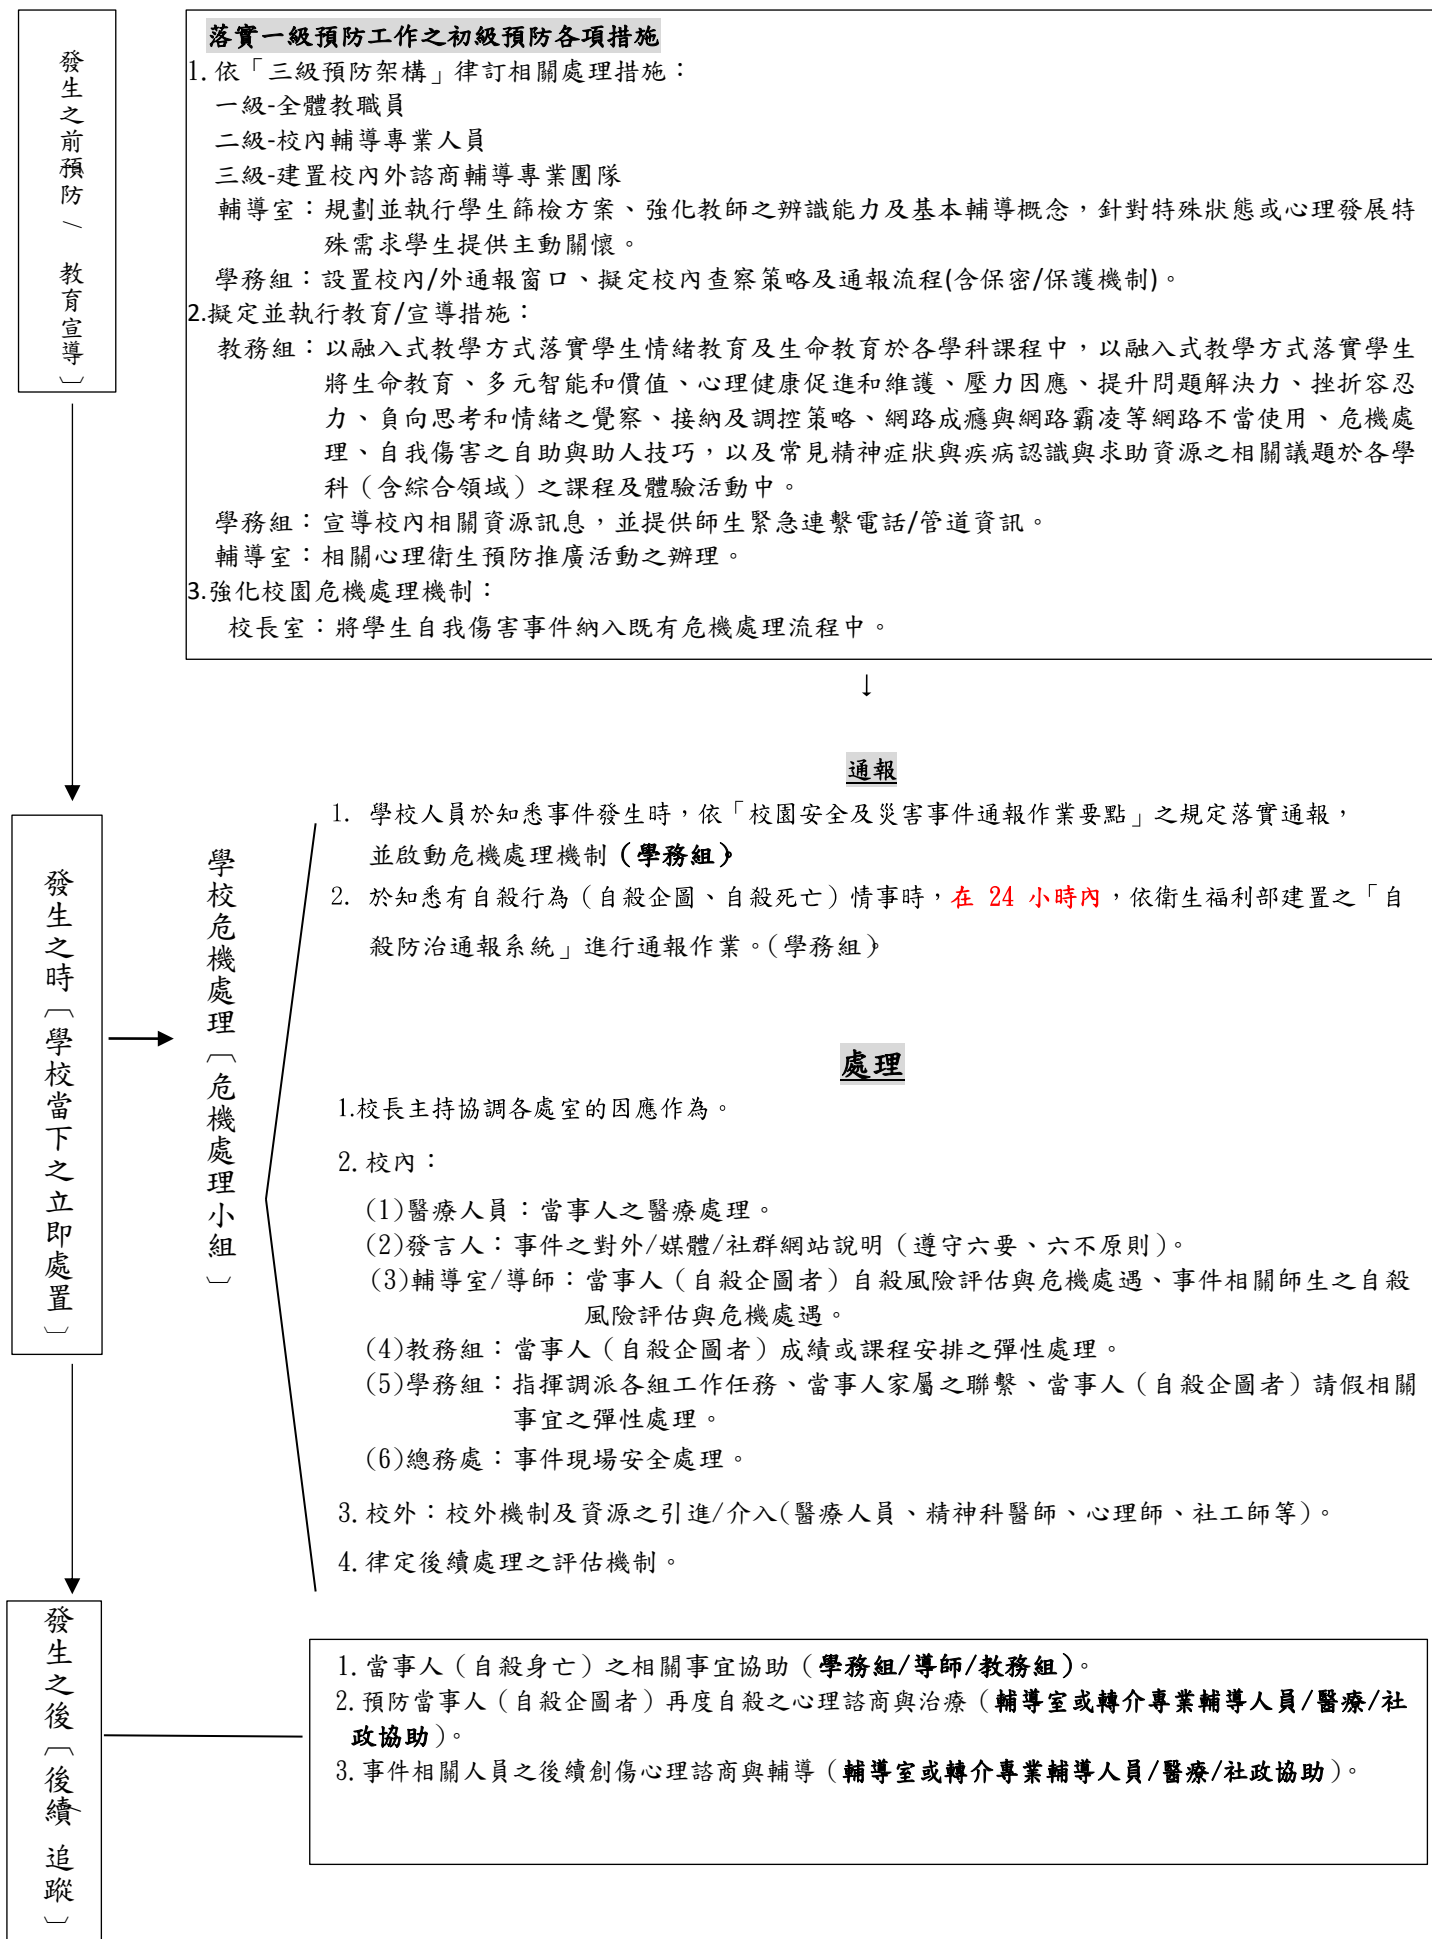 發生之前〔預防/ 教育宣導〕
落實一級預防工作之初級預防各項措施
1.依「三級預防架構」律訂相關處理措施：
一級-全體教職員
二級-校內輔導專業人員
三級-建置校內外諮商輔導專業團隊
輔導室：規劃並執行學生篩檢方案、強化教師之辨識能力及基本輔導概念，針對特殊狀態或心理發展特
殊需求學生提供主動關懷。
學務組：設置校內/外通報窗口、擬定校內查察策略及通報流程(含保密/保護機制)。
2.擬定並執行教育/宣導措施：
教務組：以融入式教學方式落實學生情緒教育及生命教育於各學科課程中，以融入式教學方式落實學生
將生命教育、多元智能和價值、心理健康促進和維護、壓力因應、提升問題解決力、挫折容忍
力、負向思考和情緒之覺察、接納及調控策略、網路成癮與網路霸凌等網路不當使用、危機處
理、自我傷害之自助與助人技巧，以及常見精神症狀與疾病認識與求助資源之相關議題於各學
科（含綜合領域）之課程及體驗活動中。
學務組：宣導校內相關資源訊息，並提供師生緊急連繫電話/管道資訊。
輔導室：相關心理衛生預防推廣活動之辦理。
3.強化校園危機處理機制：
校長室：將學生自我傷害事件納入既有危機處理流程中。
↓
發生之時〔學校當下之立即處置〕
學校危機處理〔危機處理小組〕
通報
1. 學校人員於知悉事件發生時，依「校園安全及災害事件通報作業要點」之規定落實通報，
並啟動危機處理機制（學務組）。
2. 於知悉有自殺行為（自殺企圖、自殺死亡）情事時，在 24 小時內，依衛生福利部建置之「自
殺防治通報系統」進行通報作業。(學務組)。
處理
1.校長主持協調各處室的因應作為。
2.校內：
(1)醫療人員：當事人之醫療處理。
(2)發言人：事件之對外/媒體/社群網站說明（遵守六要、六不原則）。
(3)輔導室/導師：當事人（自殺企圖者）自殺風險評估與危機處遇、事件相關師生之自殺
風險評估與危機處遇。
(4)教務組：當事人（自殺企圖者）成績或課程安排之彈性處理。
(5)學務組：指揮調派各組工作任務、當事人家屬之聯繫、當事人（自殺企圖者）請假相關
事宜之彈性處理。
(6)總務處：事件現場安全處理。
3.校外：校外機制及資源之引進/介入(醫療人員、精神科醫師、心理師、社工師等)。
4.律定後續處理之評估機制。
發生之後〔後續/ 追蹤〕
1.當事人（自殺身亡）之相關事宜協助（學務組/導師/教務組）。
2.預防當事人（自殺企圖者）再度自殺之心理諮商與治療（輔導室或轉介專業輔導人員/醫療/社
政協助）。
3.事件相關人員之後續創傷心理諮商與輔導（輔導室或轉介專業輔導人員/醫療/社政協助）。